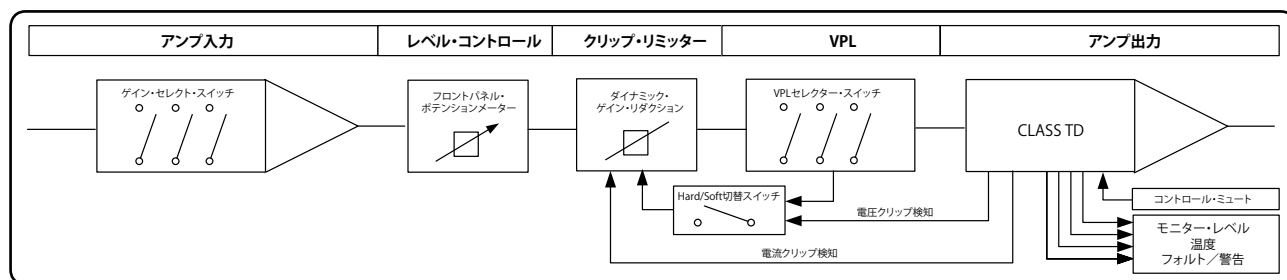 アンプ入力
レベル・コントロール
クリップ・リミッター
VPL
アンプ出力
ゲイン・セレクト・スイッチ
フロントパネル・
ポテンションメーター
ダイナミック・
ゲイン・リダクション
VPLセレクター・スイッチ
CLASS TD
Hard/Soft切替スイッチ
電圧クリップ検知
コントロール・ミュート
電流クリップ検知
モニター・レベル
温度
フォルト／警告